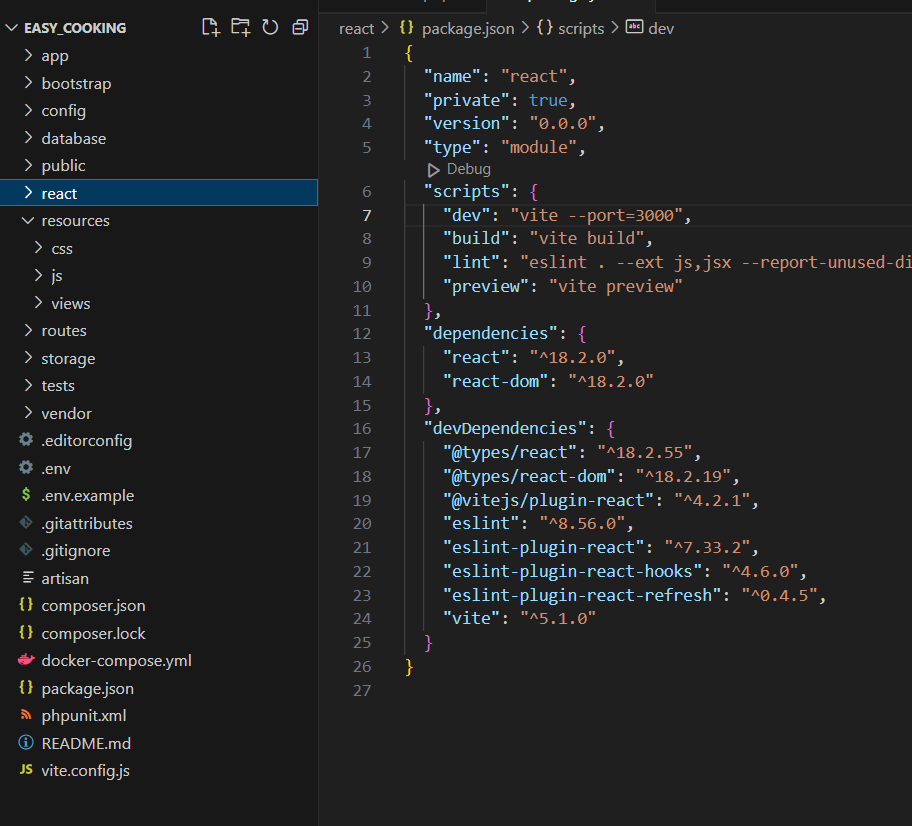 EASY_COOKING
app
bootstrap
config
database
public
react
resources
css
js
views
routes
storage
tests
vendor
.editorconfig
.env
$ .env.example
.gitattributes
.gitignore
artisan
{} composer.json
{} composer.lock
docker-compose.yml
{} package.json
phpunit.xml
README.md
JS vite.config.js
react > {} package.json > {} scripts > abc dev
1 {
2 "name": "react",
3 "private": true,
4 "version": "0.0.0",
5 "type": "module",
Debug
6 "scripts": {
7 "dev": "vite --port=3000",
8 "build": "vite build",
9 "lint": "eslint . --ext js,jsx --report-unused-di
10 "preview": "vite preview"
11 },
12 "dependencies": {
13 "react": "^18.2.0",
14 "react-dom": "^18.2.0"
15 },
16 "devDependencies": {
17 "@types/react": "^18.2.55",
18 "@types/react-dom": "^18.2.19",
19 "@vitejs/plugin-react": "^4.2.1",
20 "eslint": "^8.56.0",
21 "eslint-plugin-react": "^7.33.2",
22 "eslint-plugin-react-hooks": "^4.6.0",
23 "eslint-plugin-react-refresh": "^0.4.5",
24 "vite": "^5.1.0"
25 }
26 }
27